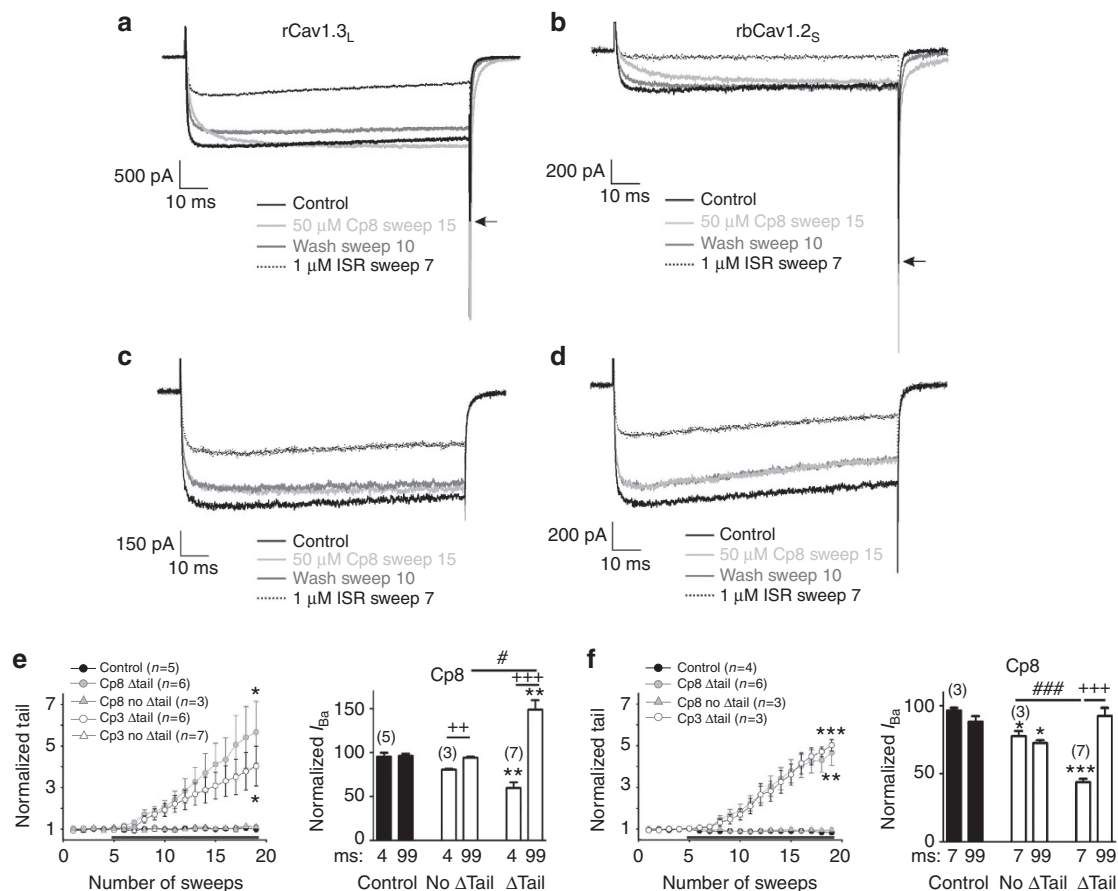 a
rCav1.3L
500 pA
10 ms
Control
50 μM Cp8 sweep 15
Wash sweep 10
1 μM ISR sweep 7
b
rbCav1.2S
200 pA
10 ms
Control
50 μM Cp8 sweep 15
Wash sweep 10
1 μM ISR sweep 7
c
150 pA
10 ms
Control
50 μM Cp8 sweep 15
Wash sweep 10
1 μM ISR sweep 7
d
200 pA
10 ms
Control
50 μM Cp8 sweep 15
Wash sweep 10
1 μM ISR sweep 7
e
Control (n=5)
Cp8 Δtail (n=6)
Cp8 no Δtail (n=3)
Cp3 Δtail (n=6)
Cp3 no Δtail (n=7)
Normalized tail
7
5
3
1
*
*
0 5 10 15 20
Number of sweeps
Normalized IBa
150
100
50
0
Cp8
#
+++
**
++
(5)
(3)
(7)
**
ms: 4 99 4 99 4 99
Control No ΔTail ΔTail
f
Control (n=4)
Cp8 Δtail (n=6)
Cp8 no Δtail (n=3)
Cp3 Δtail (n=3)
Normalized tail
7
5
3
1
***
**
0 5 10 15 20
Number of sweeps
Normalized IBa
100
50
0
Cp8
###
+++
(3)
(3)
*
*
(7)
***
ms: 7 99 7 99 7 99
Control No ΔTail ΔTail